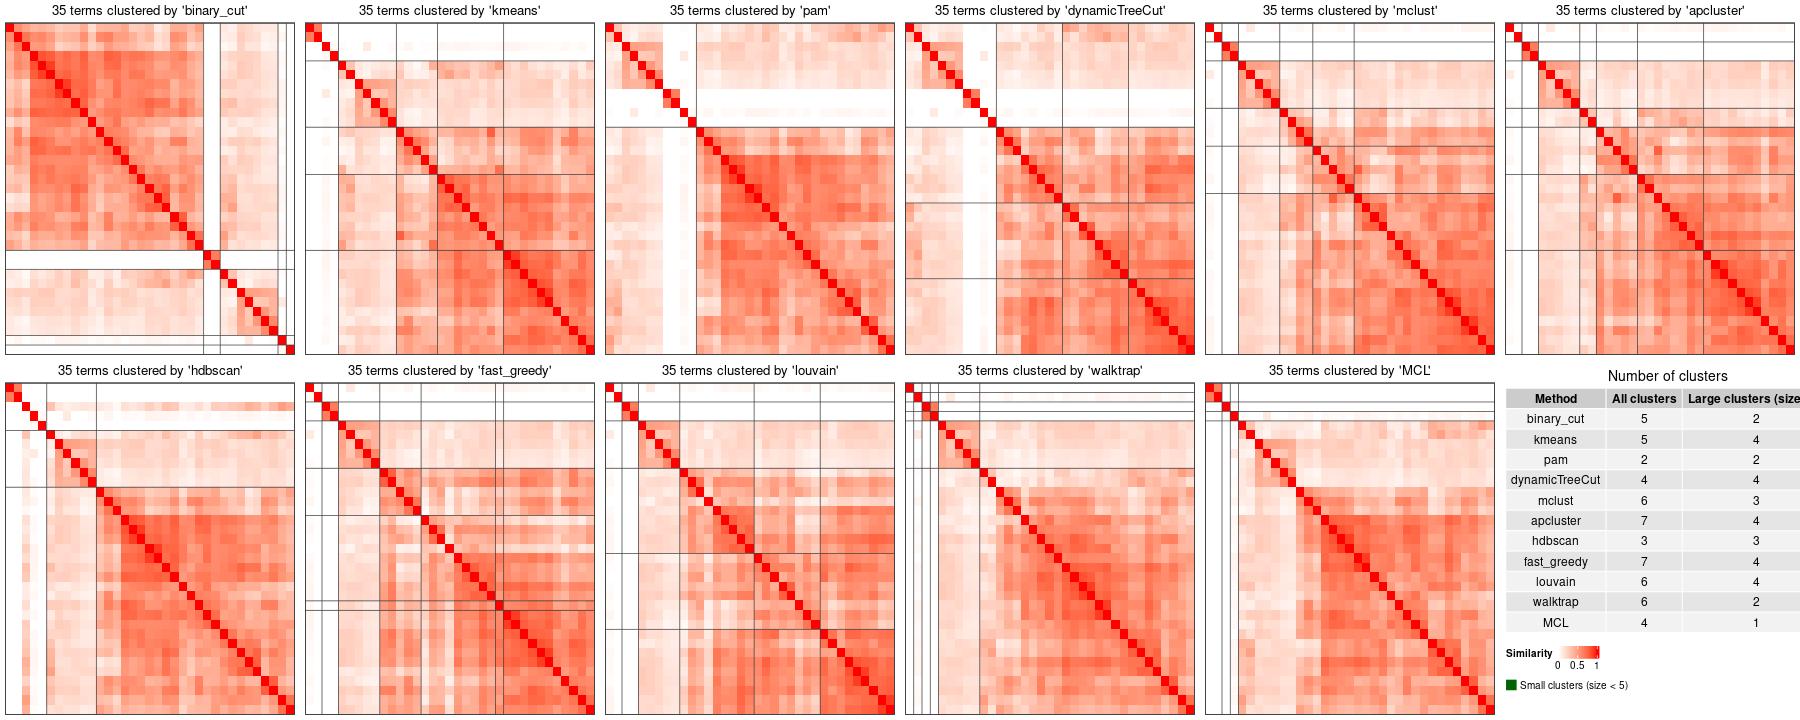 35 terms clustered by 'binary_cut'
35 terms clustered by 'kmeans'
35 terms clustered by 'pam'
35 terms clustered by 'dynamicTreeCut'
35 terms clustered by 'mclust'
35 terms clustered by 'apcluster'
35 terms clustered by 'hdbscan'
35 terms clustered by 'fast_greedy'
35 terms clustered by 'louvain'
35 terms clustered by 'walktrap'
35 terms clustered by 'MCL'
Number of clusters
Method All clusters Large clusters (size
binary_cut 5 2
kmeans 5 4
pam 2 2
dynamicTreeCut 4 4
mclust 6 3
apcluster 7 4
hdbscan 3 3
fast_greedy 7 4
louvain 6 4
walktrap 6 2
MCL 4 1
Similarity
0 0.5 1
Small clusters (size < 5)